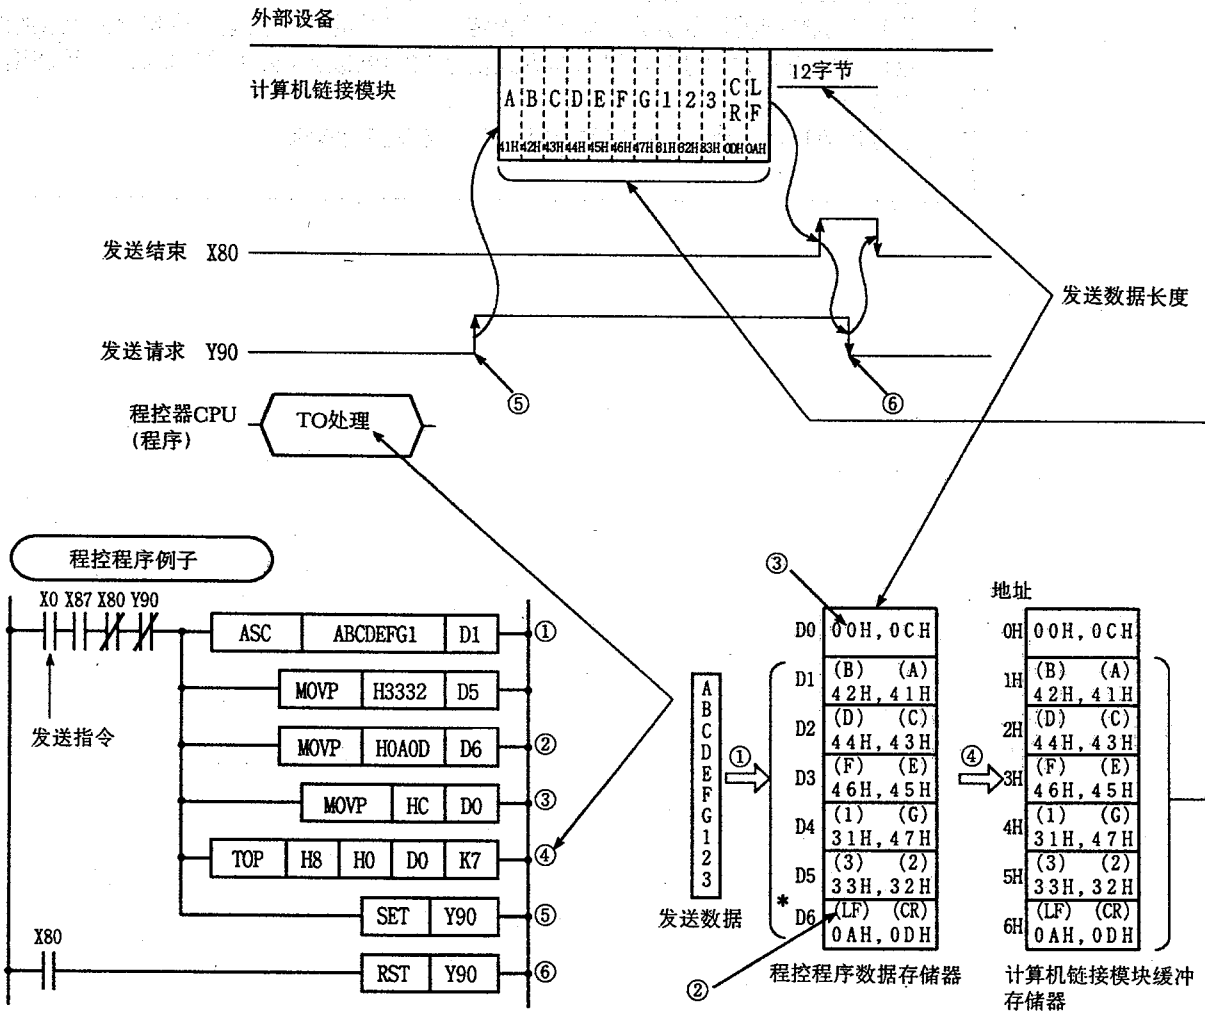 外部设备
计算机链接模块
A B C D E F G 1 2 3 CR LF
41H 42H 43H 44H 45H 46H 47H 81H 82H 83H 0DH 0AH
12字节
发送结束 X80
发送数据长度
发送请求 Y90
⑤ ⑥
程控器CPU
(程序)
TO处理
程控程序例子
X0 X87 X80 Y90
ASC ABCDEFG1 D1 ①
MOVP H3332 D5
发送指令
MOVP H0A0D D6 ②
MOVP HC D0 ③
TOP H8 H0 D0 K7 ④
SET Y90 ⑤
X80
RST Y90 ⑥
ABCDEFG123
发送数据
①
③
D0 00H, 0CH
D1 (B) (A)
42H, 41H
D2 (D) (C)
44H, 43H
D3 (F) (E)
46H, 45H
D4 (1) (G)
31H, 47H
D5 (3) (2)
33H, 32H
*
D6 (LF) (CR)
0AH, 0DH
②
程控程序数据存储器
④
地址
0H 00H, 0CH
1H (B) (A)
42H, 41H
2H (D) (C)
44H, 43H
3H (F) (E)
46H, 45H
4H (1) (G)
31H, 47H
5H (3) (2)
33H, 32H
6H (LF) (CR)
0AH, 0DH
计算机链接模块缓冲
存储器